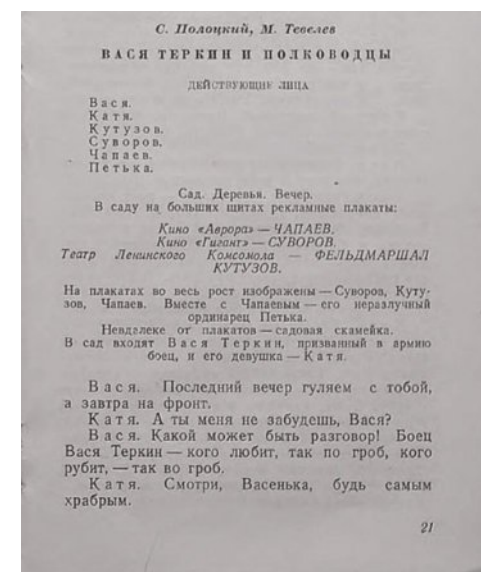 С. Полоцкий, М. Тевелев
ВАСЯ ТЕРКИН И ПОЛКОВОДЦЫ
ДЕЙСТВУЮЩИЕ ЛИЦА
Вася.
Катя.
Кутузов.
Суворов.
Чапаев.
Петька.
Сад. Деревья. Вечер.
В саду на больших щитах рекламные плакаты:
Кино «Аврора» — ЧАПАЕВ.
Кино «Гигант» — СУВОРОВ.
Театр Ленинского Комсомола — ФЕЛЬДМАРШАЛ
КУТУЗОВ.
На плакатах во весь рост изображены — Суворов, Куту-
зов, Чапаев. Вместе с Чапаевым — его неразлучный
ординарец Петька.
Невдалеке от плакатов — садовая скамейка.
В сад входят Вася Теркин, призванный в армию
боец, и его девушка — Катя.
Вася. Последний вечер гуляем с тобой,
а завтра на фронт.
Катя. А ты меня не забудешь, Вася?
Вася. Какой может быть разговор! Боец
Вася Теркин — кого любит, так по гроб, кого
рубит, — так во гроб.
Катя. Смотри, Васенька, будь самым
храбрым.
21